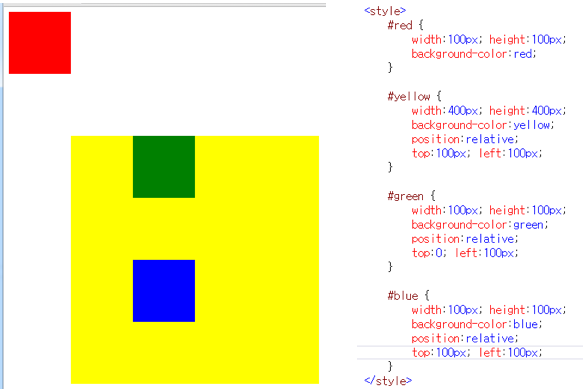 <style>
#red {
width:100px; height:100px;
background-color:red;
}
#yellow {
width:400px; height:400px;
background-color:yellow;
position:relative;
top:100px; left:100px;
}
#green {
width:100px; height:100px;
background-color:green;
position:relative;
top:0; left:100px;
}
#blue {
width:100px; height:100px;
background-color:blue;
position:relative;
top:100px; left:100px;
}
</style>